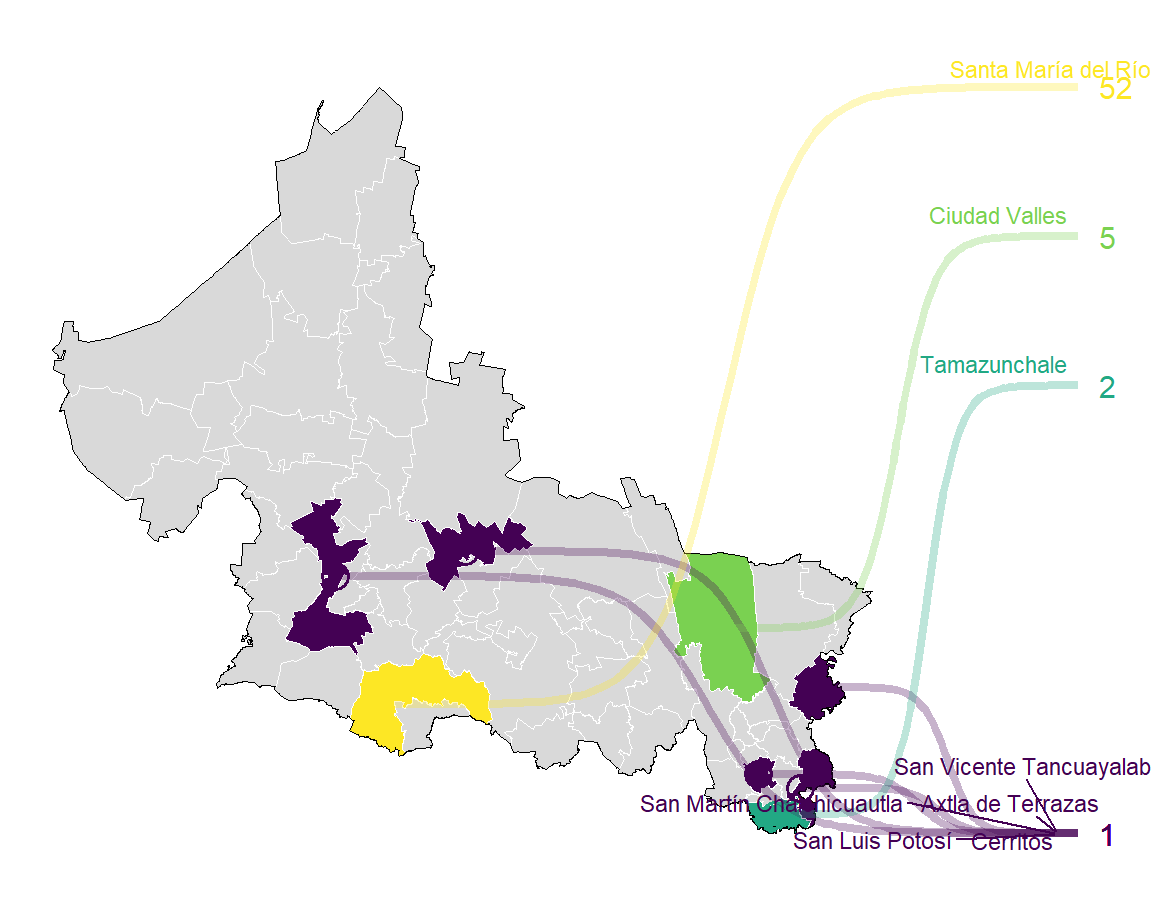 Santa María del Río
52
Ciudad Valles
5
Tamazunchale
2
San Vicente Tancuayalab
San Martín Chalchicuautla
Axtla de Terrazas
1
San Luis Potosí
Cerritos